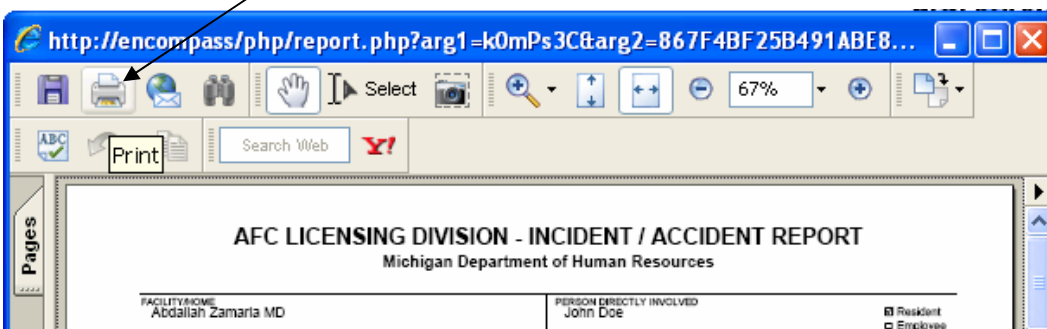 http://encompass/php/report.php?arg1=k0mPs3C&arg2=867F4BF25B491ABE8...
Select 67%
ABC Print Search Web Y!
Pages
AFC LICENSING DIVISION - INCIDENT / ACCIDENT REPORT
Michigan Department of Human Resources
FACILITY/HOME PERSON DIRECTLY INVOLVED
Abdallah Zamaria MD John Doe Resident
Employee